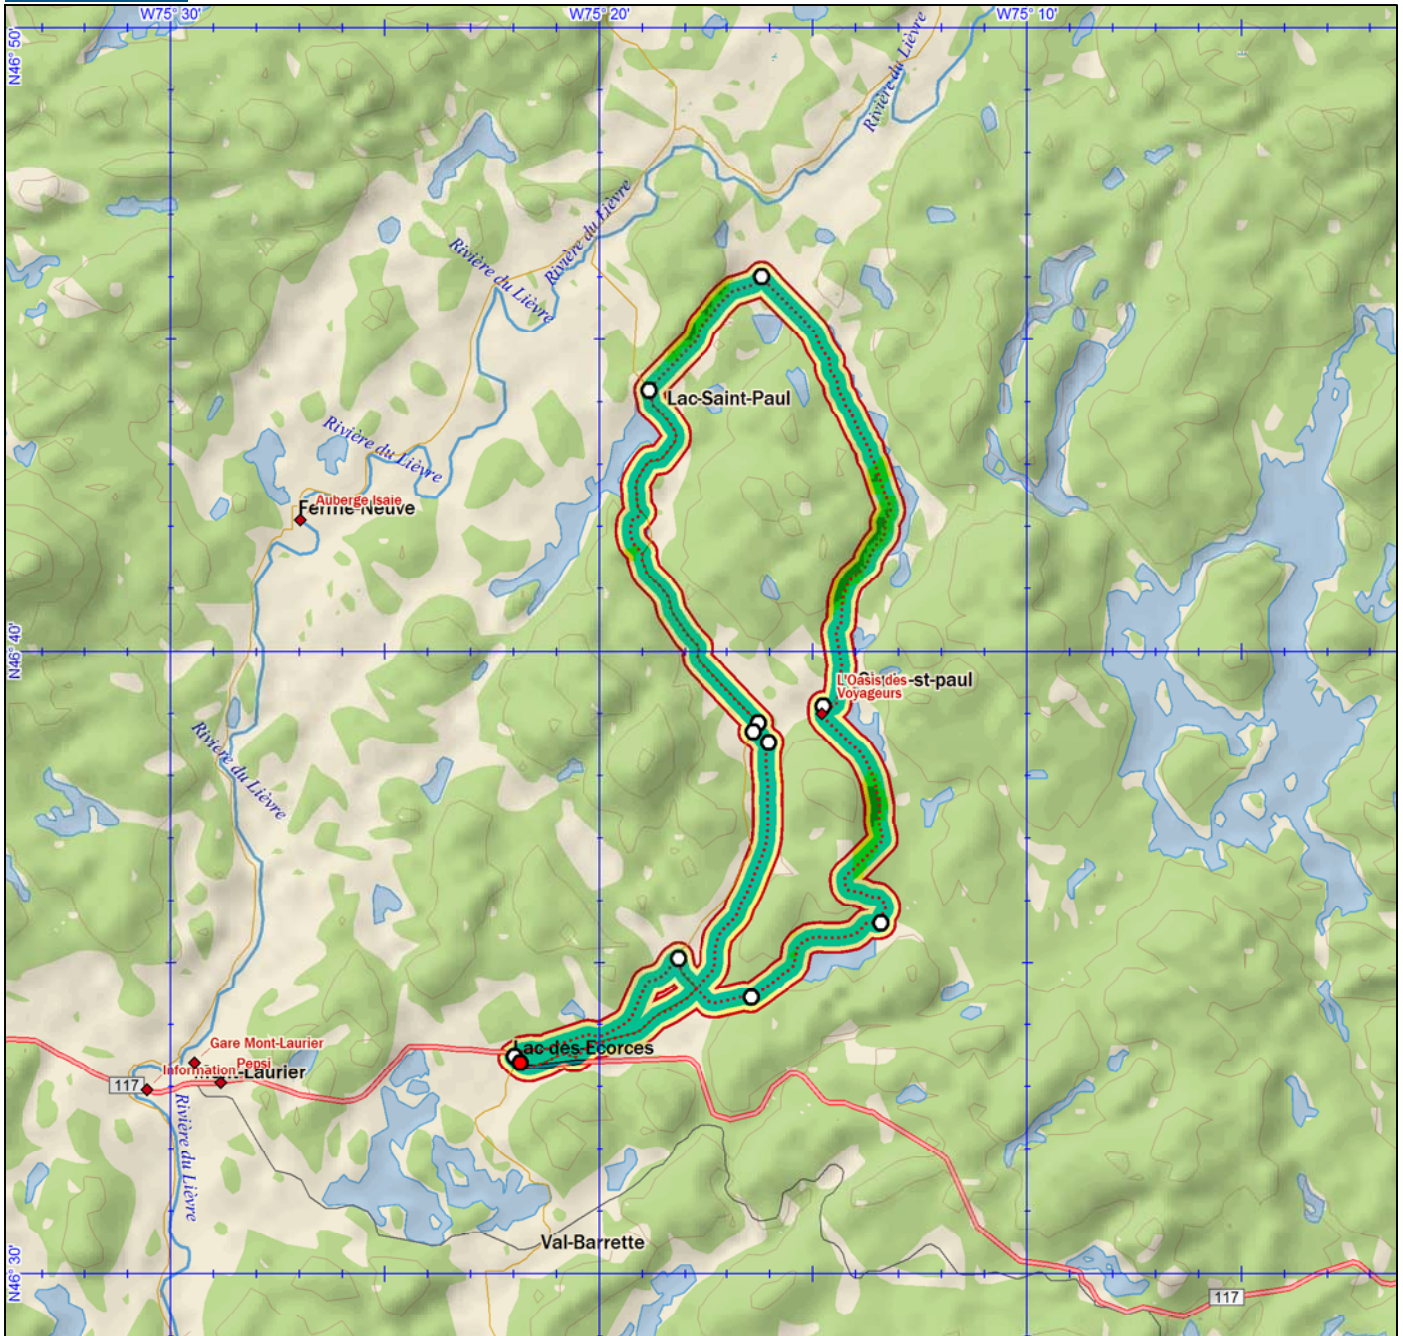 W75° 30'
W75° 20'
W75° 10'
N46° 50'
Rivière du Lièvre
Rivière du Lièvre
Rivière du Lièvre
Lac-Saint-Paul
Rivière du Lièvre
Auberge Isaie
Ferme-Neuve
N46° 40'
L'Oasis des
Voyageurs
-st-paul
Rivière du Lièvre
Gare Mont-Laurier
Lac des Ecorces
Information
Pepsi
-Laurier
117
Rivière du Lièvre
Val-Barrette
N46° 30'
117